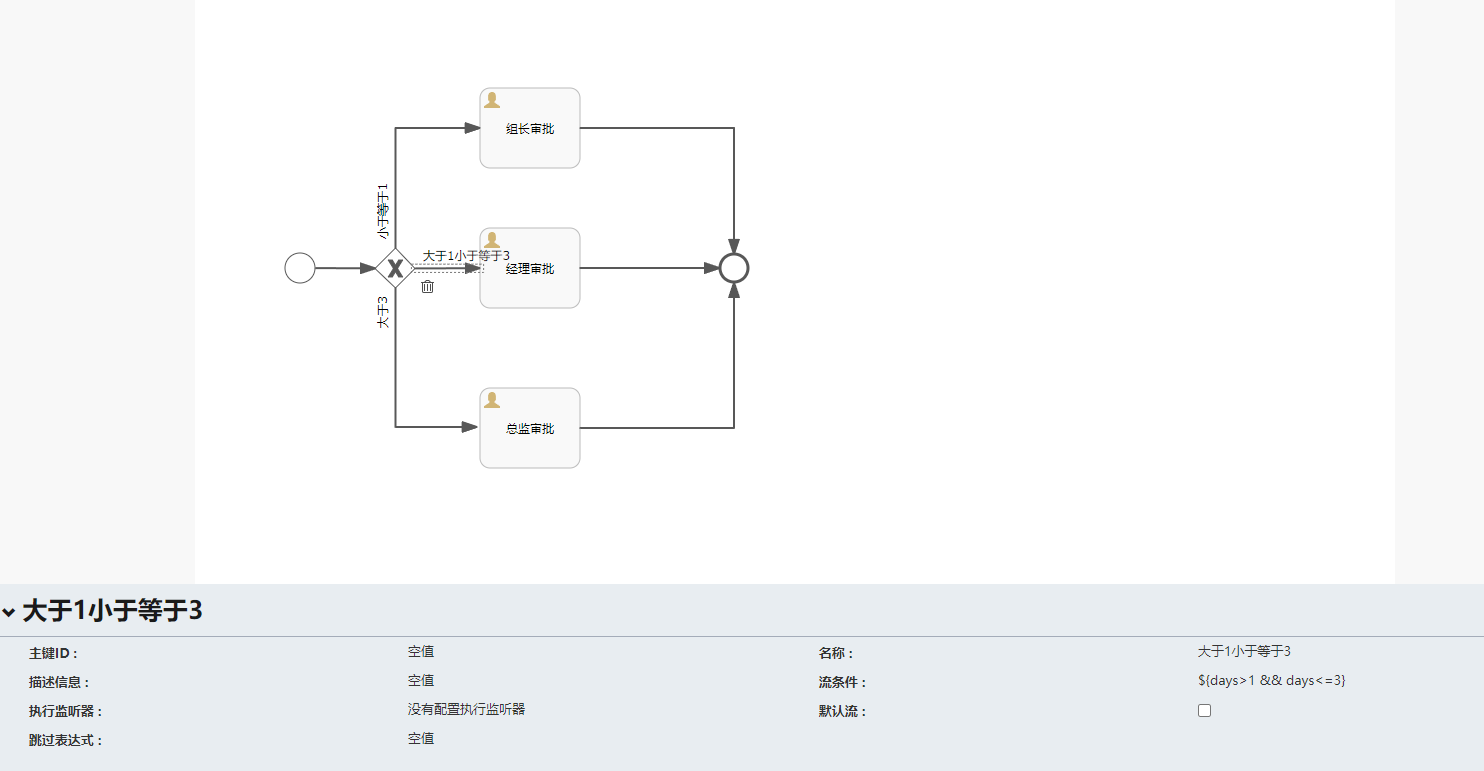 组长审批
小于等于1
大于1小于等于3
经理审批
大于3
总监审批
大于1小于等于3
主键ID： 空值 名称： 大于1小于等于3
描述信息： 空值 流条件： ${days>1 && days<=3}
执行监听器： 没有配置执行监听器 默认流：
跳过表达式： 空值